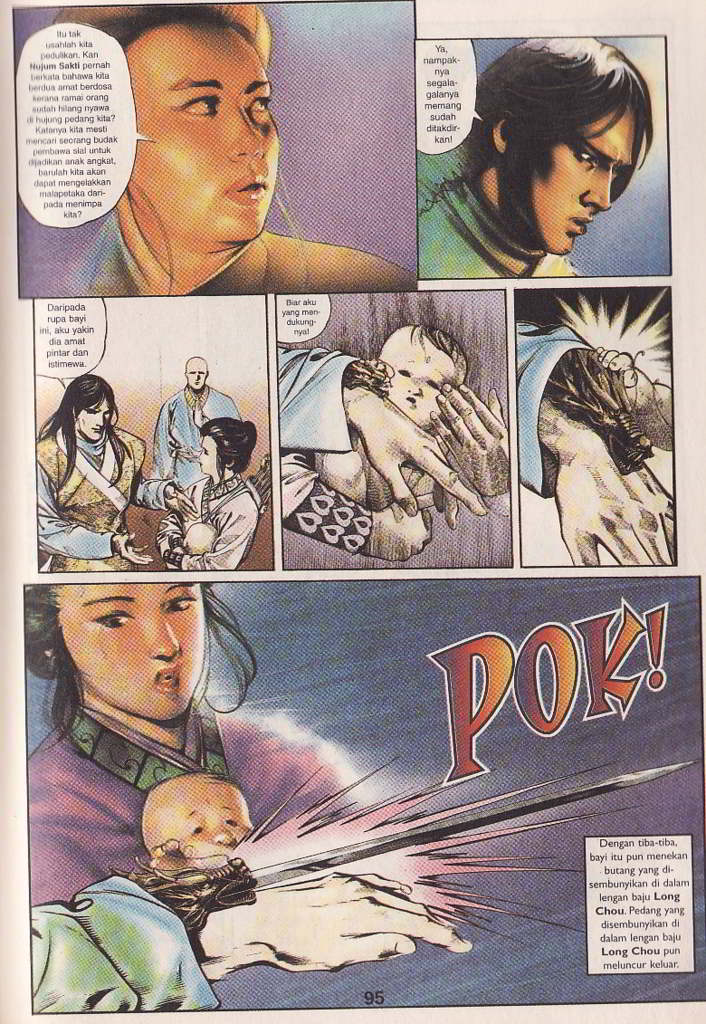 Itu tak
usahlah kita
pedulikan. Kan
Nujum Sakti pernah
berkata bahawa kita
berdua amat berdosa
kerana ramai orang
sudah hilang nyawa
di hujung pedang kita?
Katanya kita mesti
mencari seorang budak
pembawa sial untuk
dijadikan anak angkat,
barulah kita akan
dapat mengelakkan
malapetaka dari-
pada menimpa
kita?
Ya,
nampak-
nya
segala-
galanya
memang
sudah
ditakdir-
kan!
Daripada
rupa bayi
ini, aku yakin
dia amat
pintar dan
istimewa.
Biar aku
yang men-
dukung-
nya!
POK!
Dengan tiba-tiba,
bayi itu pun menekan
butang yang di-
sembunyikan di dalam
lengan baju Long
Chou. Pedang yang
disembunyikan di
dalam lengan baju
Long Chou pun
meluncur keluar.
95